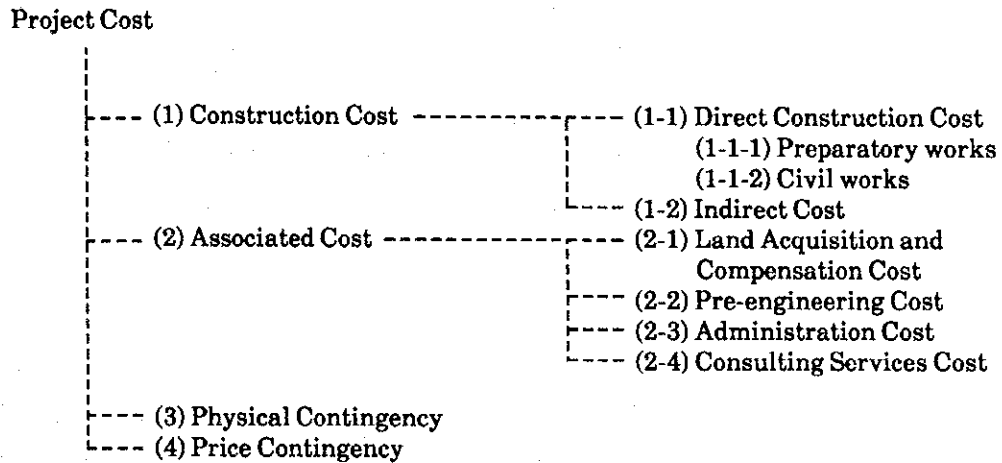 Project Cost
(1) Construction Cost (1-1) Direct Construction Cost
(1-1-1) Preparatory works
(1-1-2) Civil works
(1-2) Indirect Cost
(2) Associated Cost (2-1) Land Acquisition and
Compensation Cost
(2-2) Pre-engineering Cost
(2-3) Administration Cost
(2-4) Consulting Services Cost
(3) Physical Contingency
(4) Price Contingency